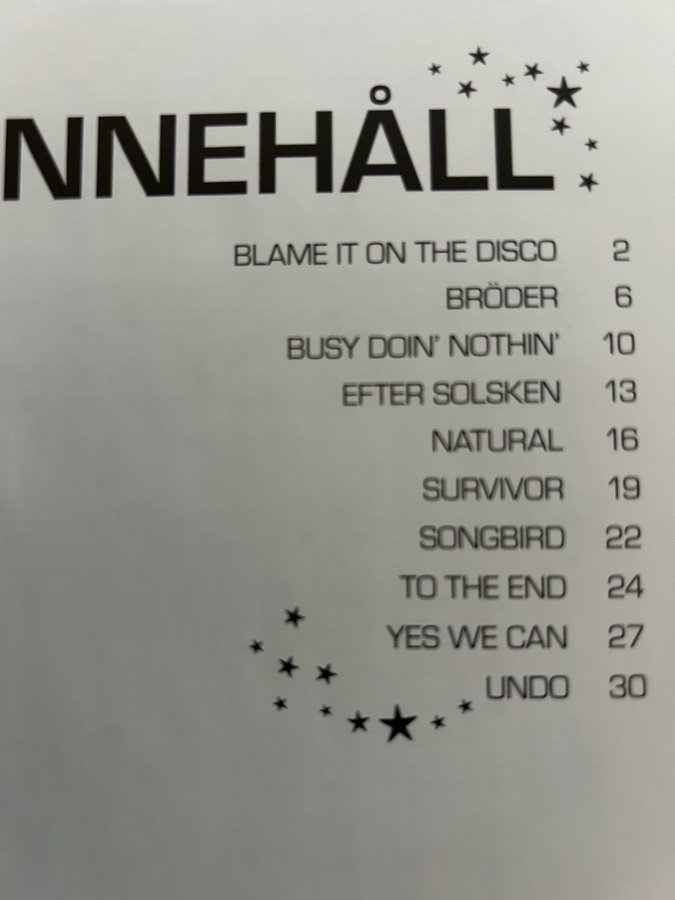 NNEHÅLL
BLAME IT ON THE DISCO 2
BRÖDER 6
BUSY DOIN' NOTHIN' 10
EFTER SOLSKEN 13
NATURAL 16
SURVIVOR 19
SONGBIRD 22
TO THE END 24
YES WE CAN 27
UNDO 30